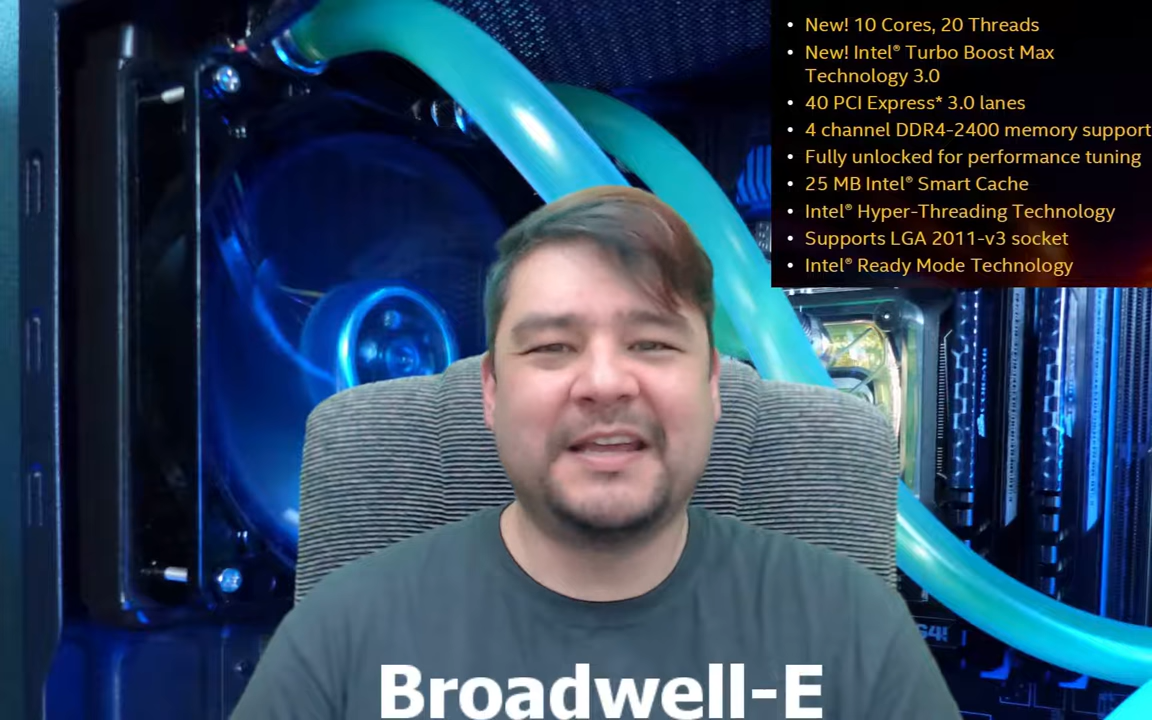 • New! 10 Cores, 20 Threads
• New! Intel® Turbo Boost Max
Technology 3.0
• 40 PCI Express* 3.0 lanes
• 4 channel DDR4-2400 memory support
• Fully unlocked for performance tuning
• 25 MB Intel® Smart Cache
• Intel® Hyper-Threading Technology
• Supports LGA 2011-v3 socket
• Intel® Ready Mode Technology
CORSAIR
Broadwell-E